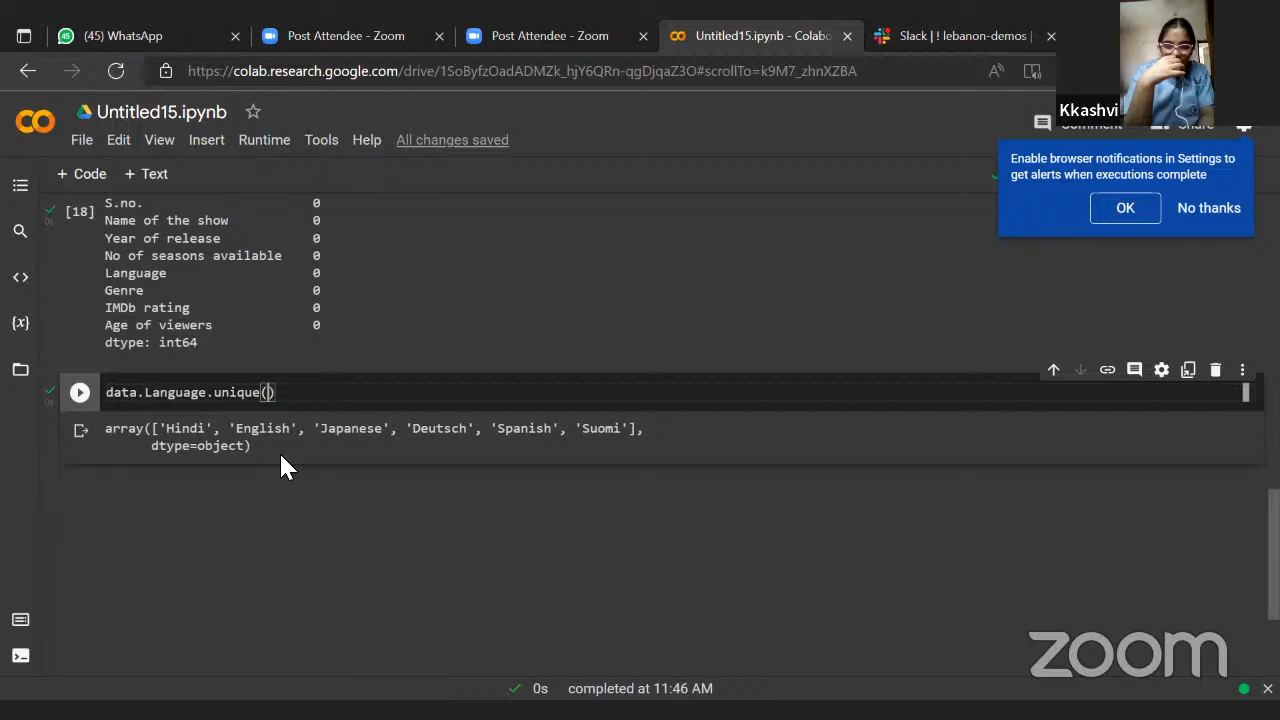 (45) WhatsApp
Post Attendee - Zoom
Post Attendee - Zoom
Untitled15.ipynb - Colabo
Slack | ! lebanon-demos |
https://colab.research.google.com/drive/1SoByfzOadADMZk_hjY6QRn-qgDjqaZ3O#scrollTo=k9M7_zhnXZBA
Kkashvi
Untitled15.ipynb
File Edit View Insert Runtime Tools Help All changes saved
Comment
Share
Enable browser notifications in Settings to
get alerts when executions complete
OK
No thanks
+ Code + Text
[18]
S.no. 0
Name of the show 0
Year of release 0
No of seasons available 0
Language 0
Genre 0
IMDb rating 0
Age of viewers 0
dtype: int64
0s
data.Language.unique()
0s
array(['Hindi', 'English', 'Japanese', 'Deutsch', 'Spanish', 'Suomi'],
dtype=object)
zoom
0s completed at 11:46 AM